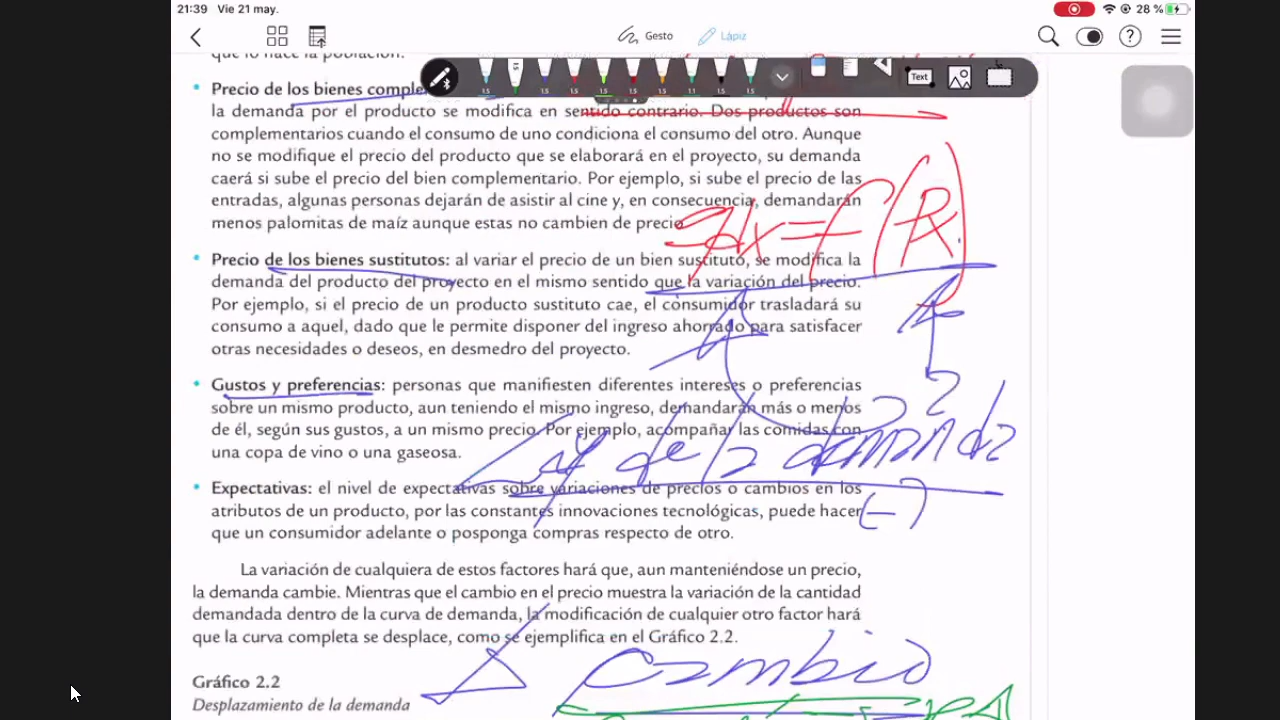 21:39 Vie 21 may.
28 %
Gesto
Lápiz
que lo hace la población.
Text
• Precio de los bienes comple
la demanda por el producto se modifica en sentido contrario. Dos productos son
complementarios cuando el consumo de uno condiciona el consumo del otro. Aunque
no se modifique el precio del producto que se elaborará en el proyecto, su demanda
caerá si sube el precio del bien complementario. Por ejemplo, si sube el precio de las
entradas, algunas personas dejarán de asistir al cine y, en consecuencia, demandarán
menos palomitas de maíz aunque estas no cambien de precio
• Precio de los bienes sustitutos: al variar el precio de un bien sustituto, se modifica la
demanda del producto del proyecto en el mismo sentido que la variación del precio.
Por ejemplo, si el precio de un producto sustituto cae, el consumidor trasladará su
consumo a aquel, dado que le permite disponer del ingreso ahorrado para satisfacer
otras necesidades o deseos, en desmedro del proyecto.
• Gustos y preferencias: personas que manifiesten diferentes intereses o preferencias
sobre un mismo producto, aun teniendo el mismo ingreso, demandarán más o menos
de él, según sus gustos, a un mismo precio. Por ejemplo, acompañar las comidas con
una copa de vino o una gaseosa.
Ley de la demanda
(-)
• Expectativas: el nivel de expectativas sobre variaciones de precios o cambios en los
atributos de un producto, por las constantes innovaciones tecnológicas, puede hacer
que un consumidor adelante o posponga compras respecto de otro.
La variación de cualquiera de estos factores hará que, aun manteniéndose un precio,
la demanda cambie. Mientras que el cambio en el precio muestra la variación de la cantidad
demandada dentro de la curva de demanda, la modificación de cualquier otro factor hará
que la curva completa se desplace, como se ejemplifica en el Gráfico 2.2.
Δ Cambio
Gráfico 2.2
Desplazamiento de la demanda